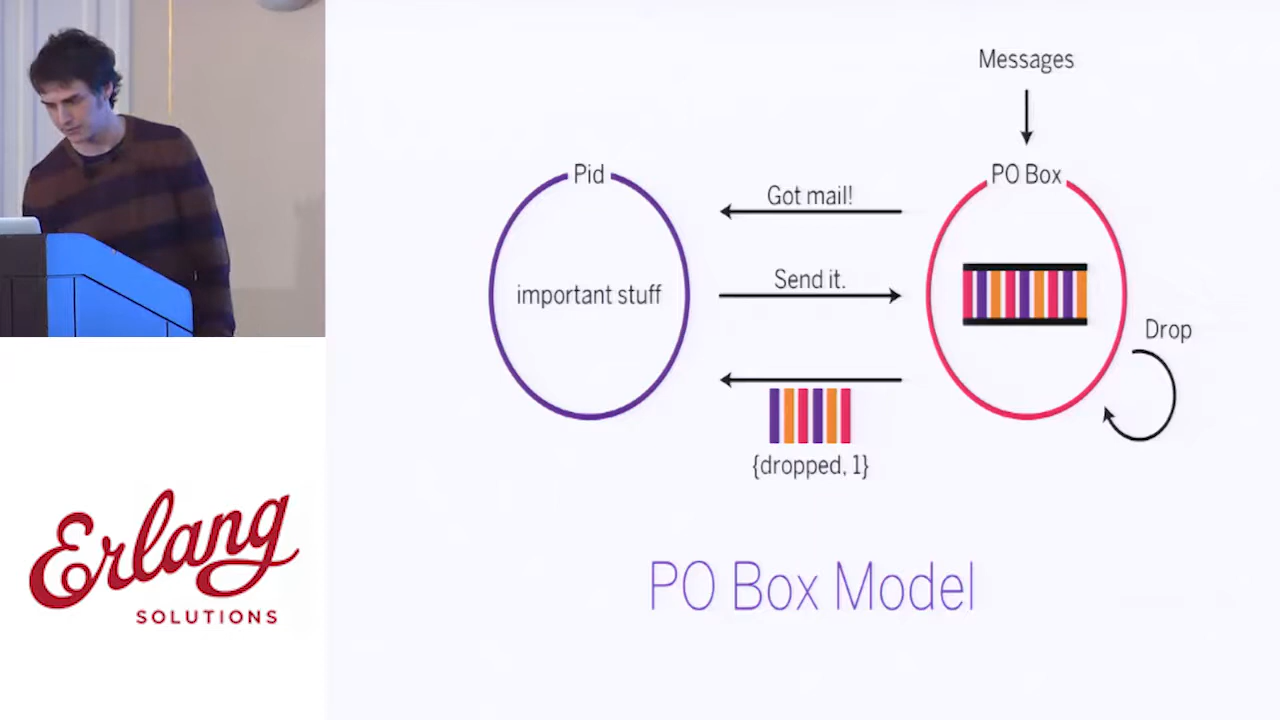 Messages
Pid
PO Box
Got mail!
important stuff
Send it.
Drop
{dropped, 1}
PO Box Model
Erlang
SOLUTIONS